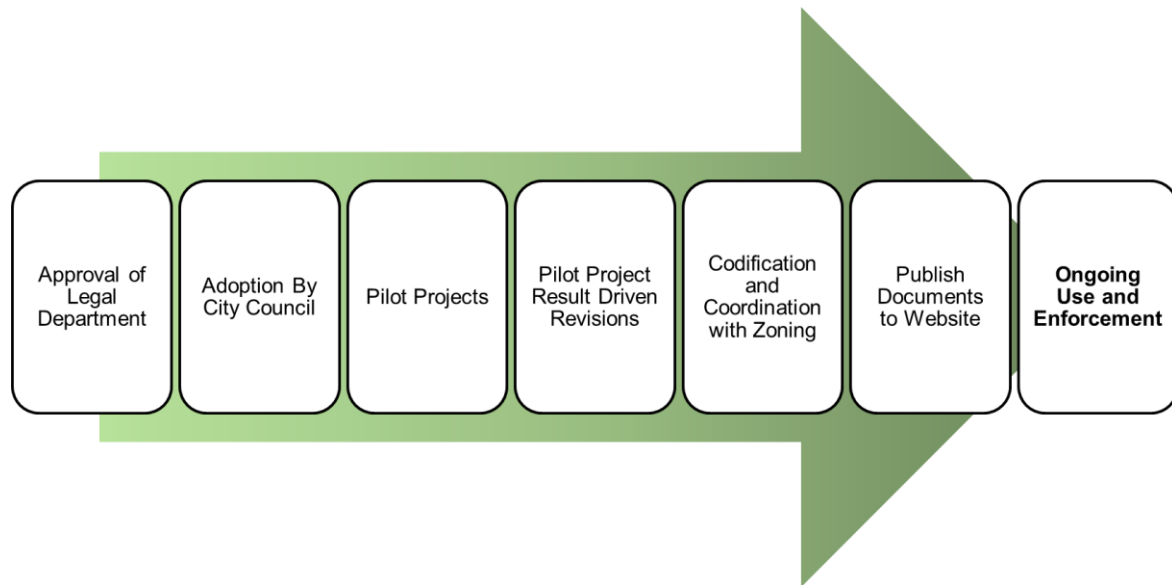 Approval of
Legal
Department
Adoption By
City Council
Pilot Projects
Pilot Project
Result Driven
Revisions
Codification
and
Coordination
with Zoning
Publish
Documents
to Website
Ongoing
Use and
Enforcement